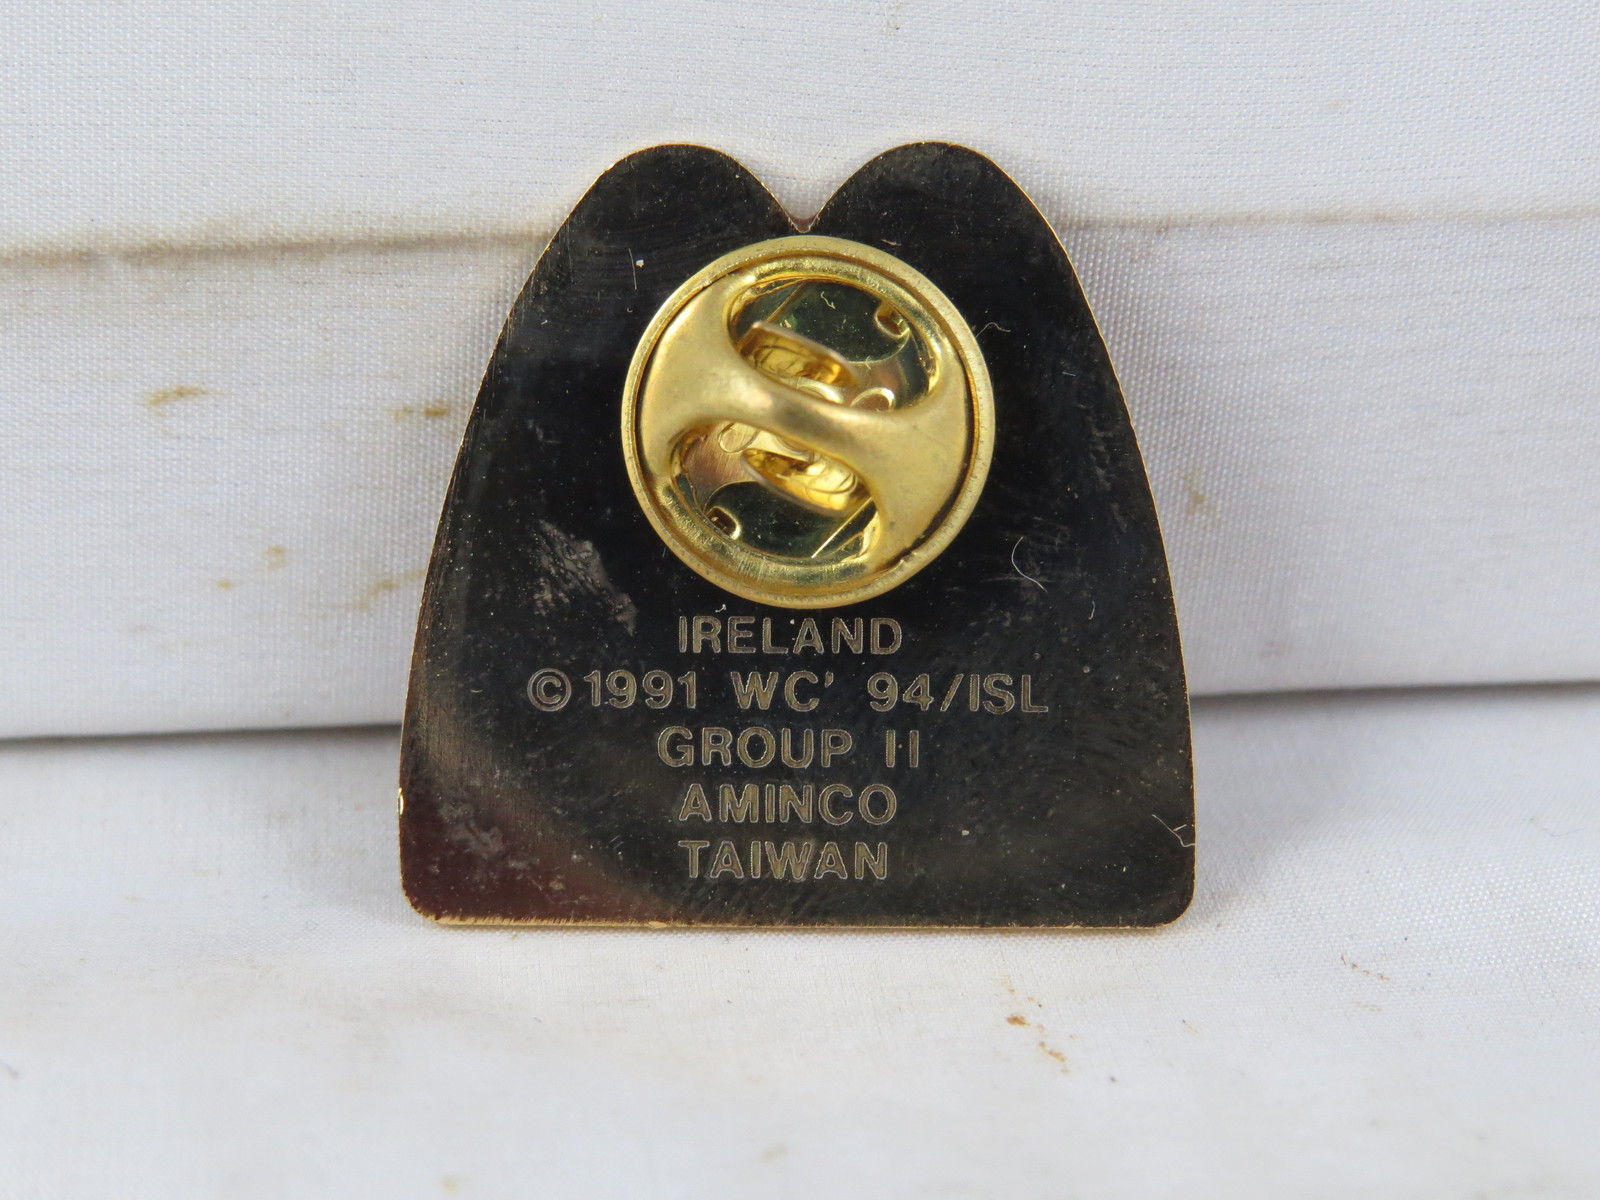 IRELAND
©1991 WC' 94/ISL
GROUP II
AMINCO
TAIWAN